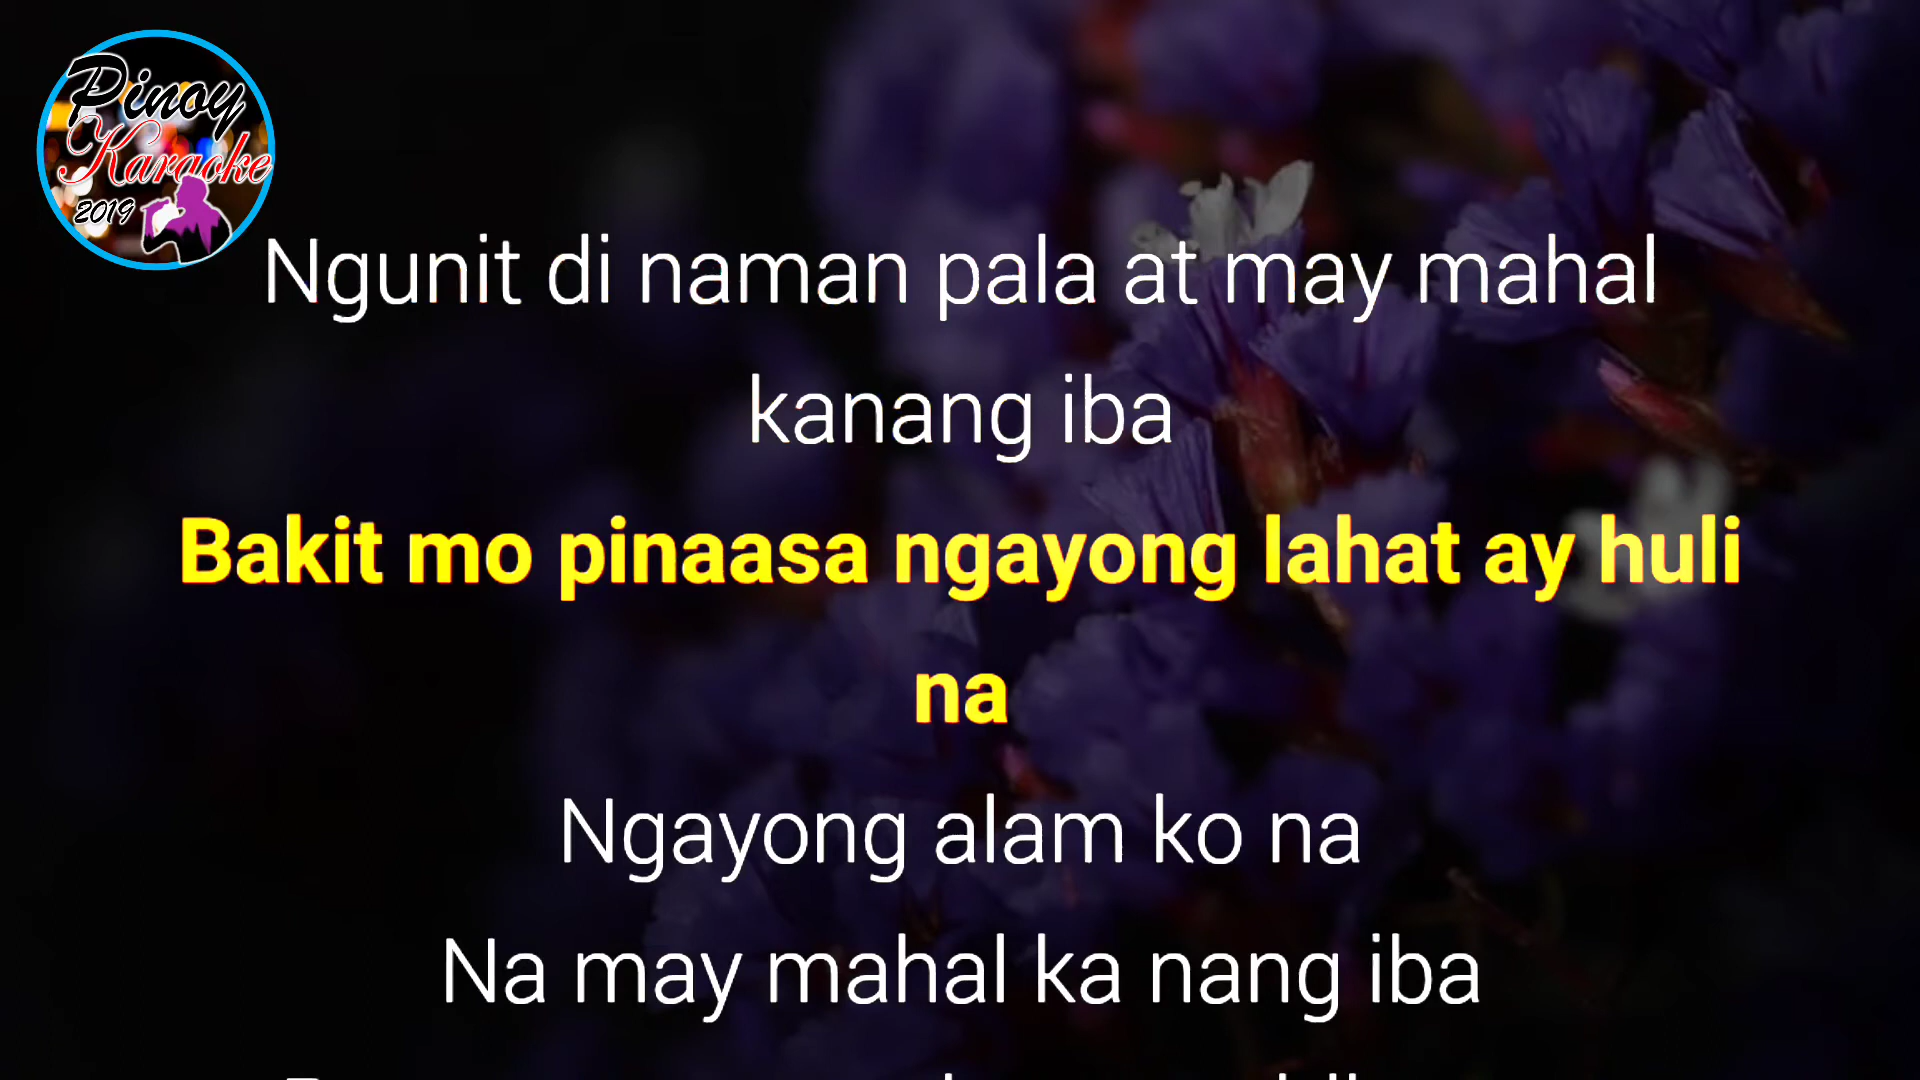 Pinoy
Karaoke
2019
Ngunit di naman pala at may mahal
kanang iba
Bakit mo pinaasa ngayong lahat ay huli
na
Ngayong alam ko na
Na may mahal ka nang iba